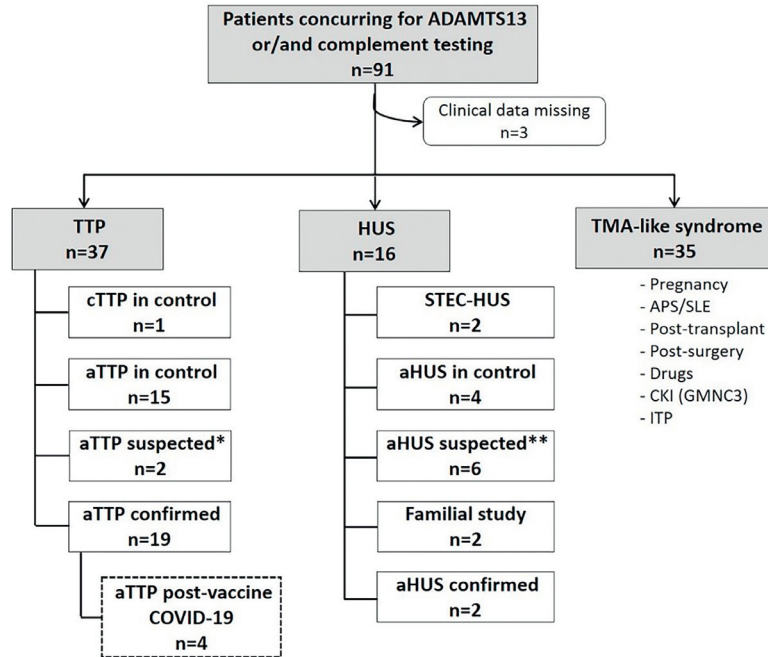 Patients concurring for ADAMTS13
or/and complement testing
n=91
Clinical data missing
n=3
TTP
n=37
cTTP in control
n=1
aTTP in control
n=15
aTTP suspected*
n=2
aTTP confirmed
n=19
aTTP post-vaccine
COVID-19
n=4
HUS
n=16
STEC-HUS
n=2
aHUS in control
n=4
aHUS suspected**
n=6
Familial study
n=2
aHUS confirmed
n=2
TMA-like syndrome
n=35
- Pregnancy
- APS/SLE
- Post-transplant
- Post-surgery
- Drugs
- CKI (GMNC3)
- ITP